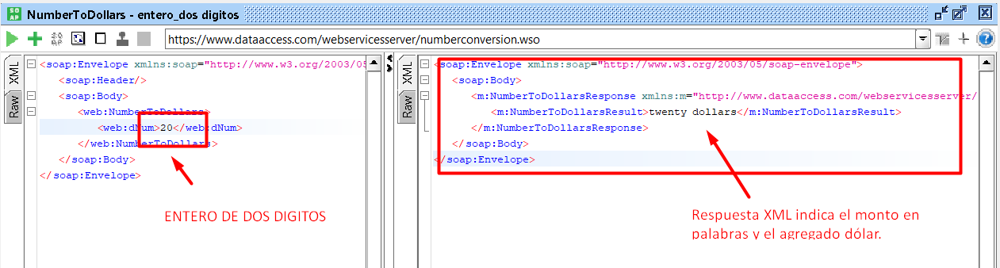 SO AP NumberToDollars - entero_dos digitos
https://www.dataaccess.com/webservicesserver/numberconversion.wso
XML
Raw
<soap:Envelope xmlns:soap="http://www.w3.org/2003/05
<soap:Header/>
<soap:Body>
<web:NumberToDollars>
<web:dNum>20</web:dNum>
</web:NumberToDollars>
</soap:Body>
</soap:Envelope>
ENTERO DE DOS DIGITOS
XML
Raw
<soap:Envelope xmlns:soap="http://www.w3.org/2003/05/soap-envelope">
<soap:Body>
<m:NumberToDollarsResponse xmlns:m="http://www.dataaccess.com/webservicesserver/
<m:NumberToDollarsResult>twenty dollars</m:NumberToDollarsResult>
</m:NumberToDollarsResponse>
</soap:Body>
</soap:Envelope>
Respuesta XML indica el monto en
palabras y el agregado dólar.